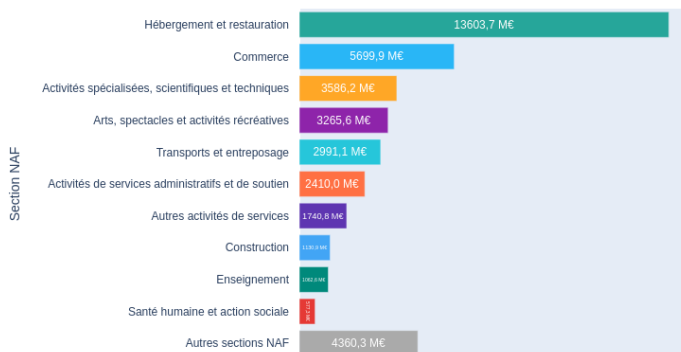 Hébergement et restauration 13603,7 M€
Commerce 5699,9 M€
Activités spécialisées, scientifiques et techniques 3586,2 M€
Arts, spectacles et activités récréatives 3265,6 M€
Transports et entreposage 2991,1 M€
Activités de services administratifs et de soutien 2410,0 M€
Autres activités de services 1740,8 M€
Construction
Enseignement
Santé humaine et action sociale
Autres sections NAF 4360,3 M€
Section NAF